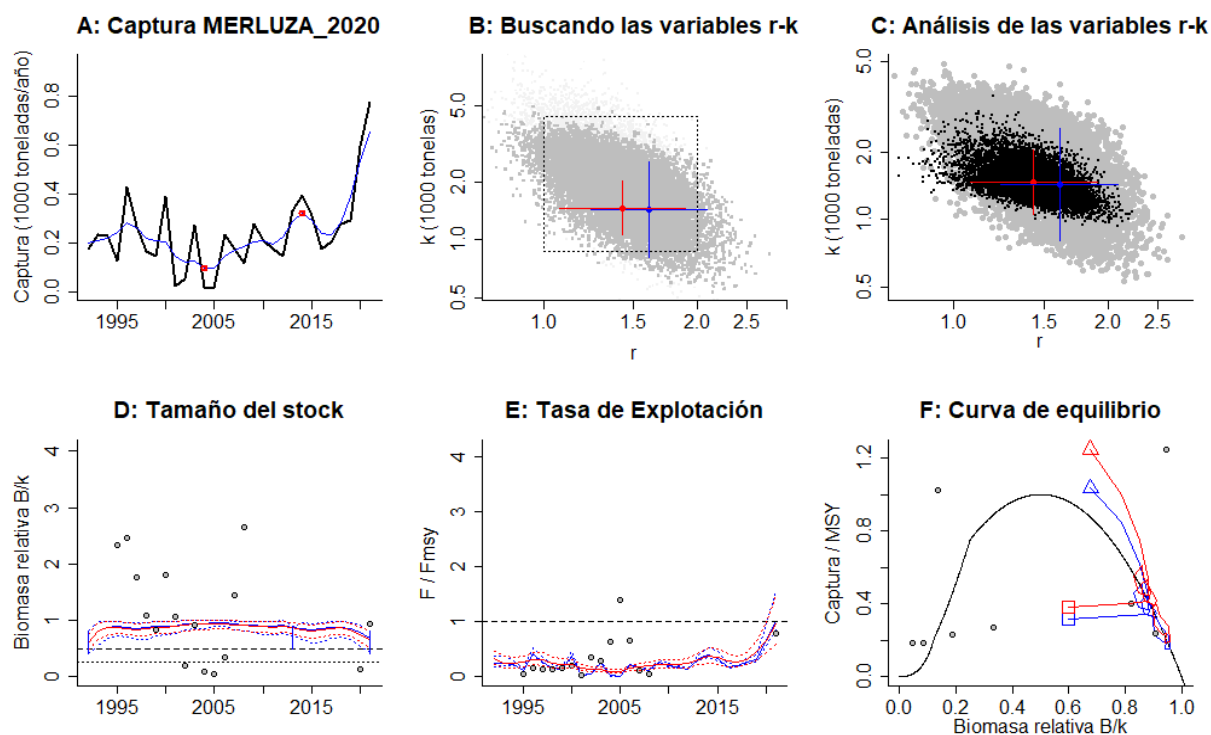 A: Captura MERLUZA_2020
Captura (1000 toneladas/año)
0.0 0.2 0.4 0.6 0.8
1995 2005 2015
B: Buscando las variables r-k
k (1000 tonelas)
0.5 1.0 2.0 5.0
1.0 1.5 2.0 2.5
r
C: Análisis de las variables r-k
k (1000 toneladas)
0.5 1.0 2.0 5.0
1.0 1.5 2.0 2.5
r
D: Tamaño del stock
Biomasa relativa B/k
0 1 2 3 4
1995 2005 2015
E: Tasa de Explotación
F / Fmsy
0 1 2 3 4
1995 2005 2015
F: Curva de equilibrio
Captura / MSY
0.0 0.4 0.8 1.2
0.0 0.2 0.4 0.6 0.8 1.0
Biomasa relativa B/k